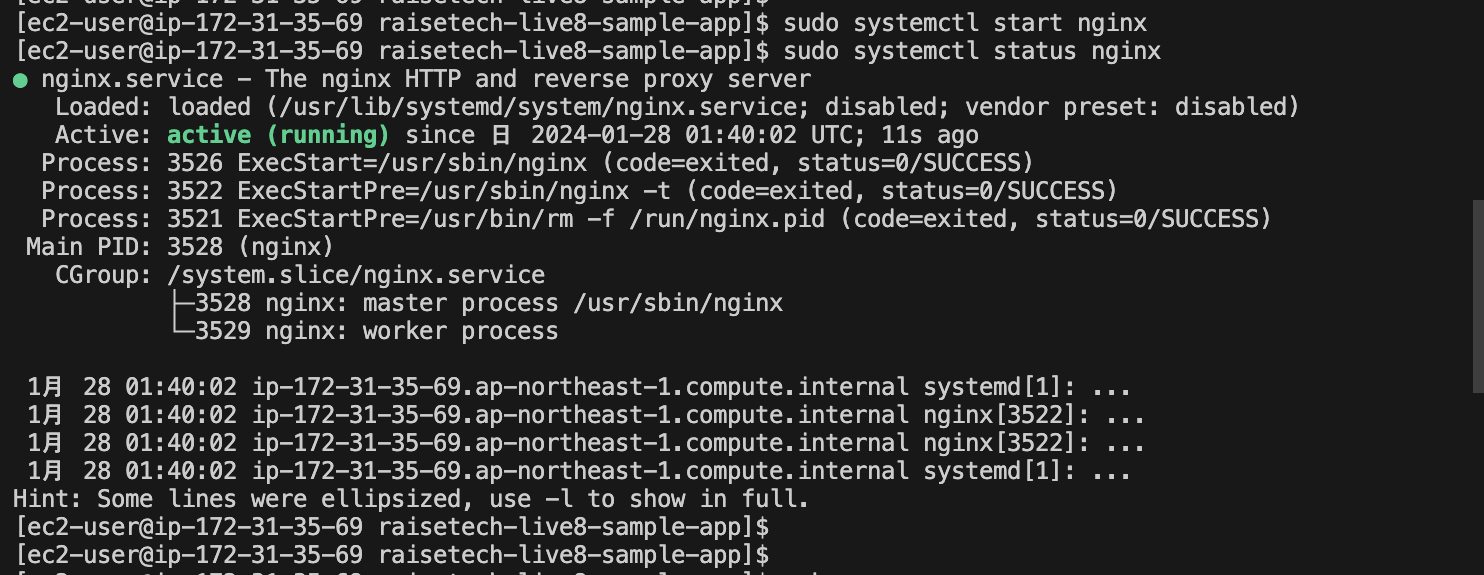 [ec2-user@ip-172-31-35-69 raisetech-live8-sample-app]$ sudo systemctl start nginx
[ec2-user@ip-172-31-35-69 raisetech-live8-sample-app]$ sudo systemctl status nginx
● nginx.service - The nginx HTTP and reverse proxy server
   Loaded: loaded (/usr/lib/systemd/system/nginx.service; disabled; vendor preset: disabled)
   Active: active (running) since 日 2024-01-28 01:40:02 UTC; 11s ago
  Process: 3526 ExecStart=/usr/sbin/nginx (code=exited, status=0/SUCCESS)
  Process: 3522 ExecStartPre=/usr/sbin/nginx -t (code=exited, status=0/SUCCESS)
  Process: 3521 ExecStartPre=/usr/bin/rm -f /run/nginx.pid (code=exited, status=0/SUCCESS)
 Main PID: 3528 (nginx)
   CGroup: /system.slice/nginx.service
           ├─3528 nginx: master process /usr/sbin/nginx
           └─3529 nginx: worker process
 1月 28 01:40:02 ip-172-31-35-69.ap-northeast-1.compute.internal systemd[1]: ...
 1月 28 01:40:02 ip-172-31-35-69.ap-northeast-1.compute.internal nginx[3522]: ...
 1月 28 01:40:02 ip-172-31-35-69.ap-northeast-1.compute.internal nginx[3522]: ...
 1月 28 01:40:02 ip-172-31-35-69.ap-northeast-1.compute.internal systemd[1]: ...
Hint: Some lines were ellipsized, use -l to show in full.
[ec2-user@ip-172-31-35-69 raisetech-live8-sample-app]$
[ec2-user@ip-172-31-35-69 raisetech-live8-sample-app]$